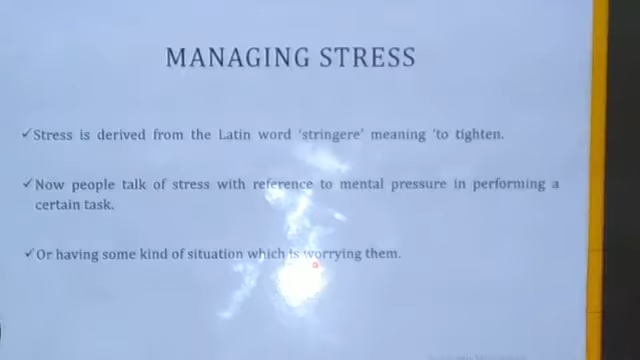 MANAGING STRESS
✓Stress is derived from the Latin word 'stringere' meaning 'to tighten.
✓Now people talk of stress with reference to mental pressure in performing a
certain task.
✓Or having some kind of situation which is worrying them.